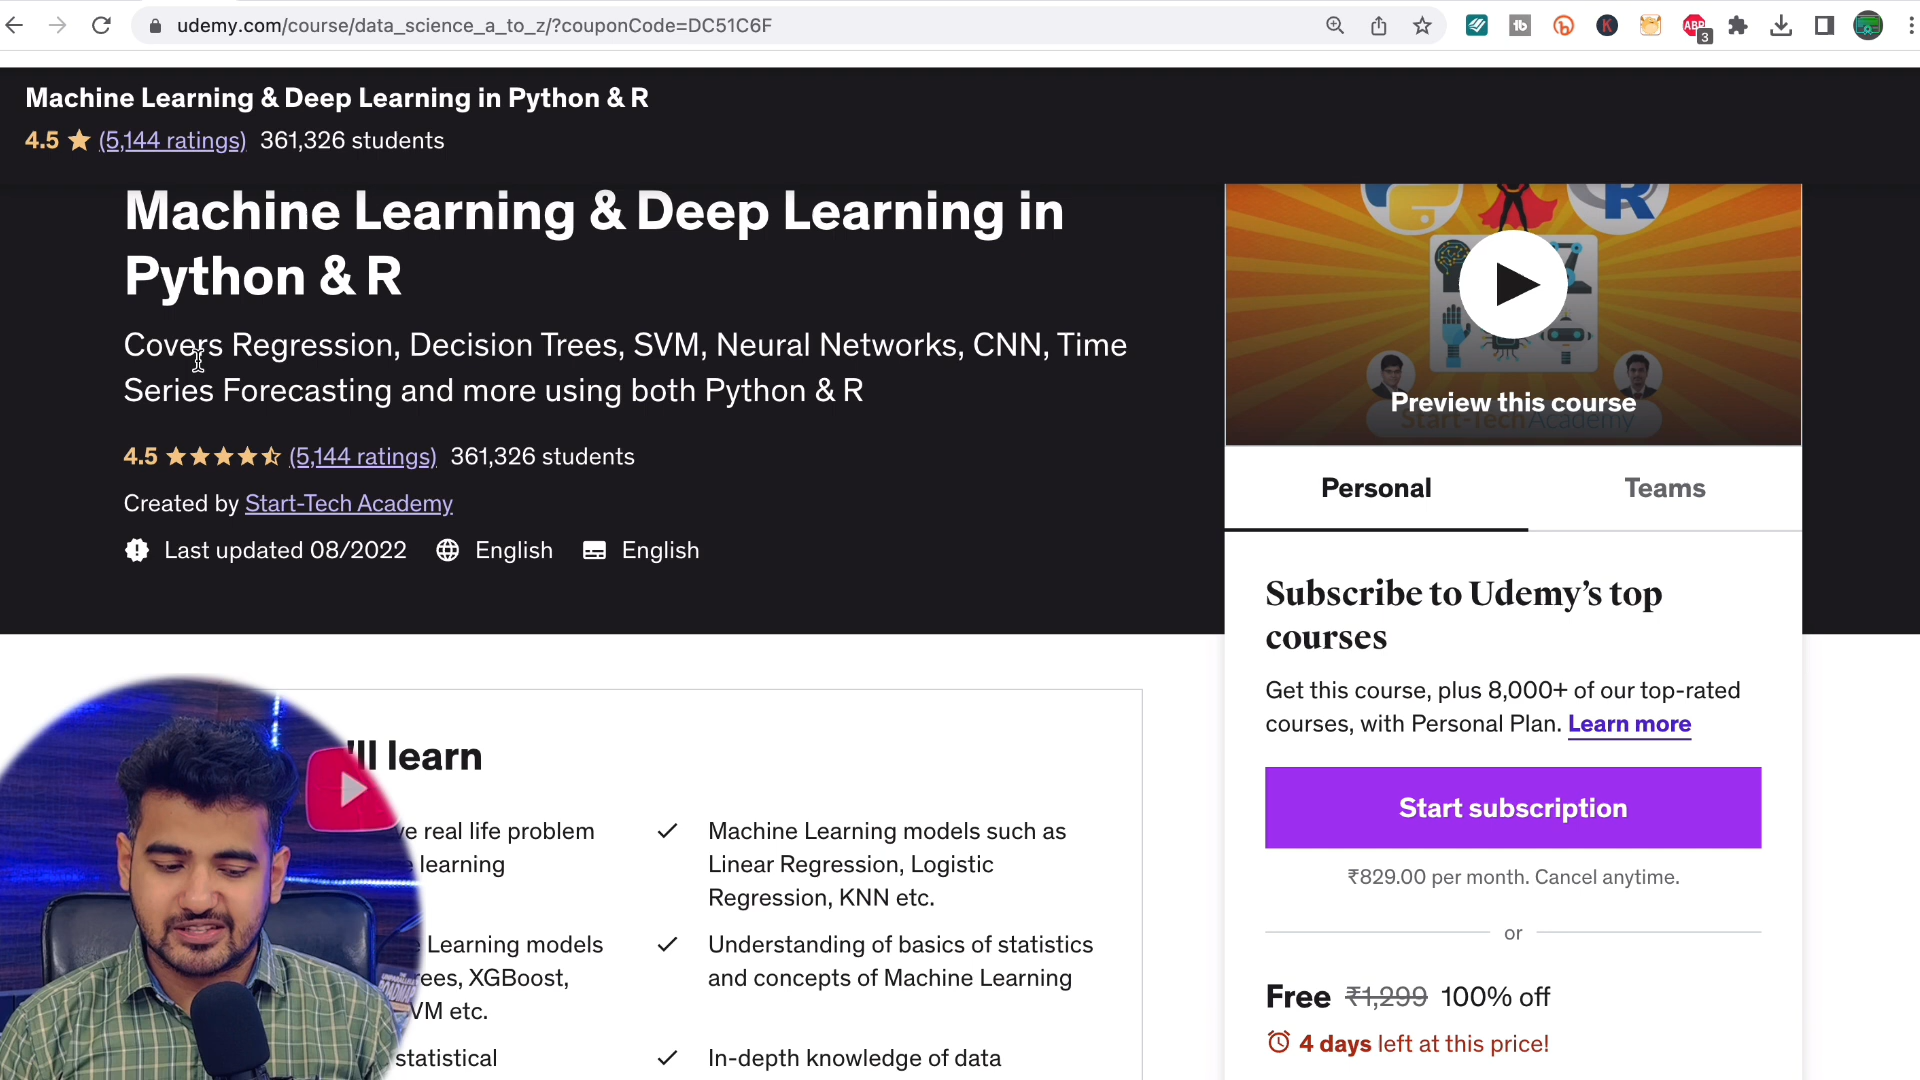 udemy.com/course/data_science_a_to_z/?couponCode=DC51C6F
ABP
3
Machine Learning & Deep Learning in Python & R
4.5 (5,144 ratings) 361,326 students
Machine Learning & Deep Learning in
Python & R
Covers Regression, Decision Trees, SVM, Neural Networks, CNN, Time
Series Forecasting and more using both Python & R
4.5 (5,144 ratings) 361,326 students
Created by Start-Tech Academy
Last updated 08/2022 English English
R
Preview this course
Start-Tech Academy
Personal Teams
Subscribe to Udemy’s top
courses
Get this course, plus 8,000+ of our top-rated
courses, with Personal Plan. Learn more
Start subscription
₹829.00 per month. Cancel anytime.
or
Free ₹1,299 100% off
4 days left at this price!
'll learn
ve real life problem
learning
Learning models
rees, XGBoost,
VM etc.
statistical
Machine Learning models such as
Linear Regression, Logistic
Regression, KNN etc.
Understanding of basics of statistics
and concepts of Machine Learning
In-depth knowledge of data